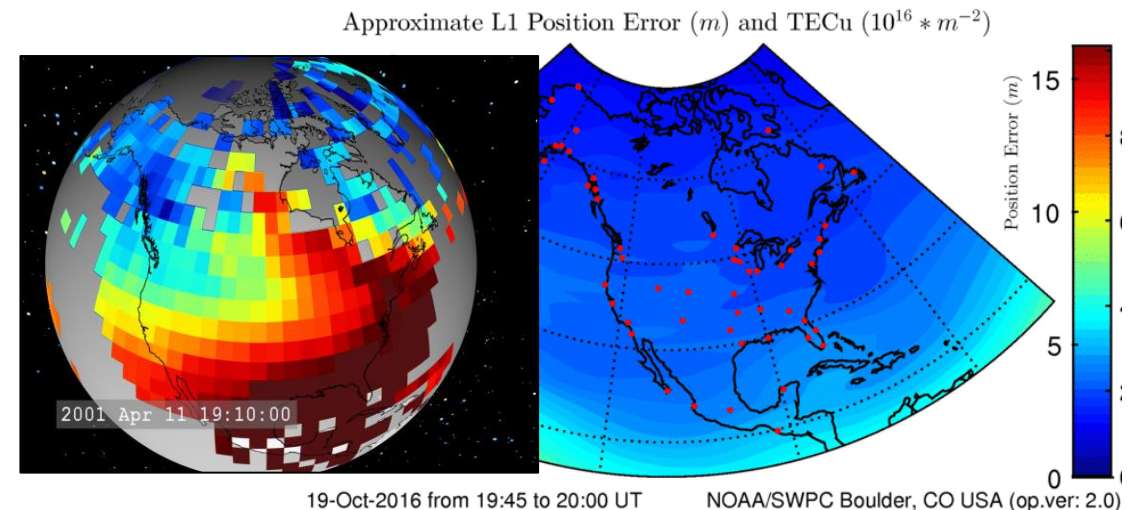 Approximate L1 Position Error (m) and TECu (10^16 * m^−2)
2001 Apr 11 19:10:00
Position Error (m)
15
10
5
0
19-Oct-2016 from 19:45 to 20:00 UT NOAA/SWPC Boulder, CO USA (op.ver: 2.0)